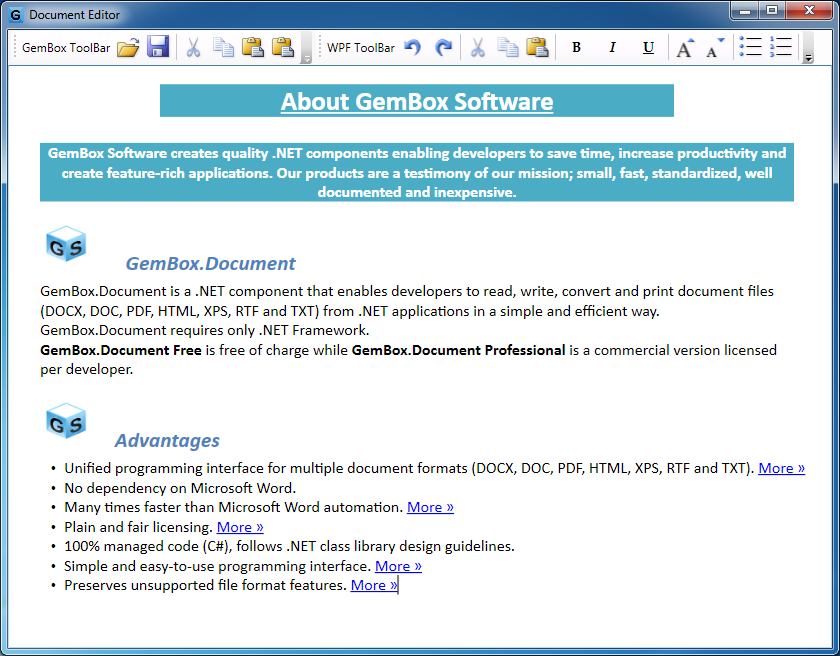 Document Editor
GemBox ToolBar
WPF ToolBar
B I U A A
About GemBox Software
GemBox Software creates quality .NET components enabling developers to save time, increase productivity and
create feature-rich applications. Our products are a testimony of our mission; small, fast, standardized, well
documented and inexpensive.
G S
GemBox.Document
GemBox.Document is a .NET component that enables developers to read, write, convert and print document files
(DOCX, DOC, PDF, HTML, XPS, RTF and TXT) from .NET applications in a simple and efficient way.
GemBox.Document requires only .NET Framework.
GemBox.Document Free is free of charge while GemBox.Document Professional is a commercial version licensed
per developer.
G S
Advantages
• Unified programming interface for multiple document formats (DOCX, DOC, PDF, HTML, XPS, RTF and TXT). More »
• No dependency on Microsoft Word.
• Many times faster than Microsoft Word automation. More »
• Plain and fair licensing. More »
• 100% managed code (C#), follows .NET class library design guidelines.
• Simple and easy-to-use programming interface. More »
• Preserves unsupported file format features. More »